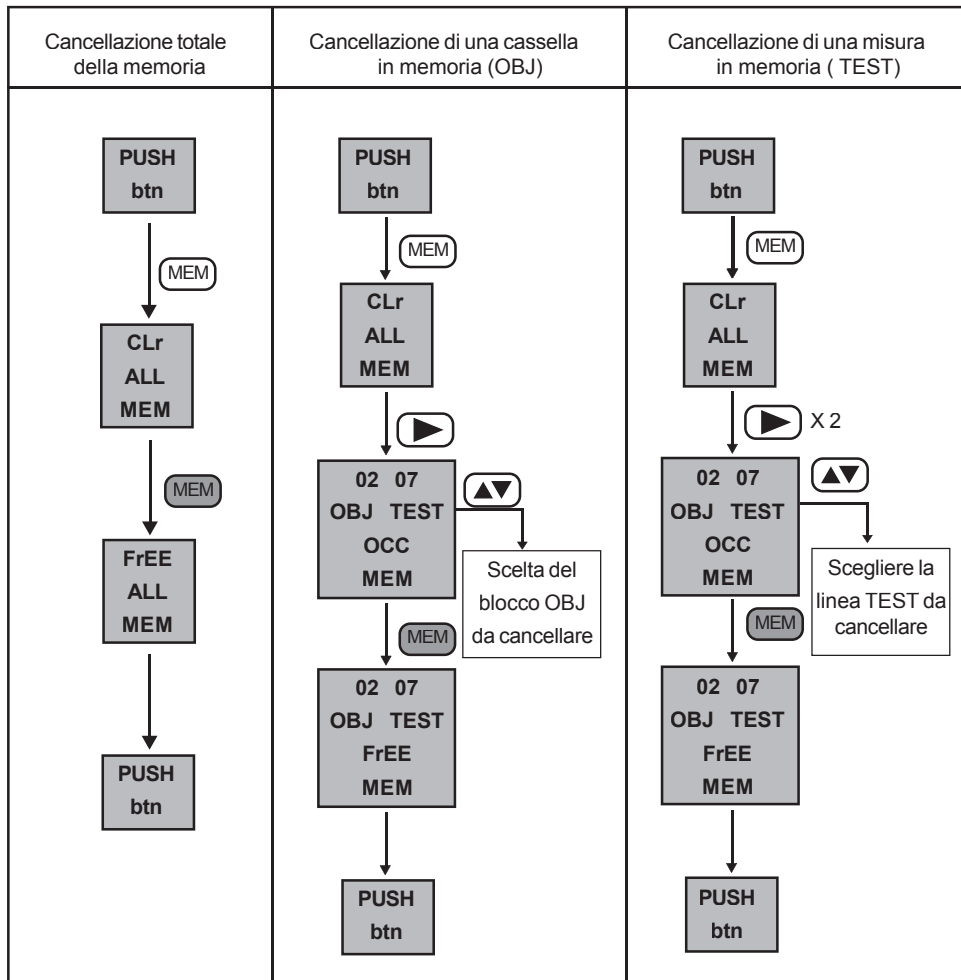 Cancellazione totale
della memoria
PUSH
btn
MEM
CLr
ALL
MEM
MEM
FrEE
ALL
MEM
PUSH
btn
Cancellazione di una cassella
in memoria (OBJ)
PUSH
btn
MEM
CLr
ALL
MEM
02 07
OBJ TEST
OCC
MEM
Scelta del
blocco OBJ
da cancellare
MEM
02 07
OBJ TEST
FrEE
MEM
PUSH
btn
Cancellazione di una misura
in memoria ( TEST)
PUSH
btn
MEM
CLr
ALL
MEM
X 2
02 07
OBJ TEST
OCC
MEM
Scegliere la
linea TEST da
cancellare
MEM
02 07
OBJ TEST
FrEE
MEM
PUSH
btn